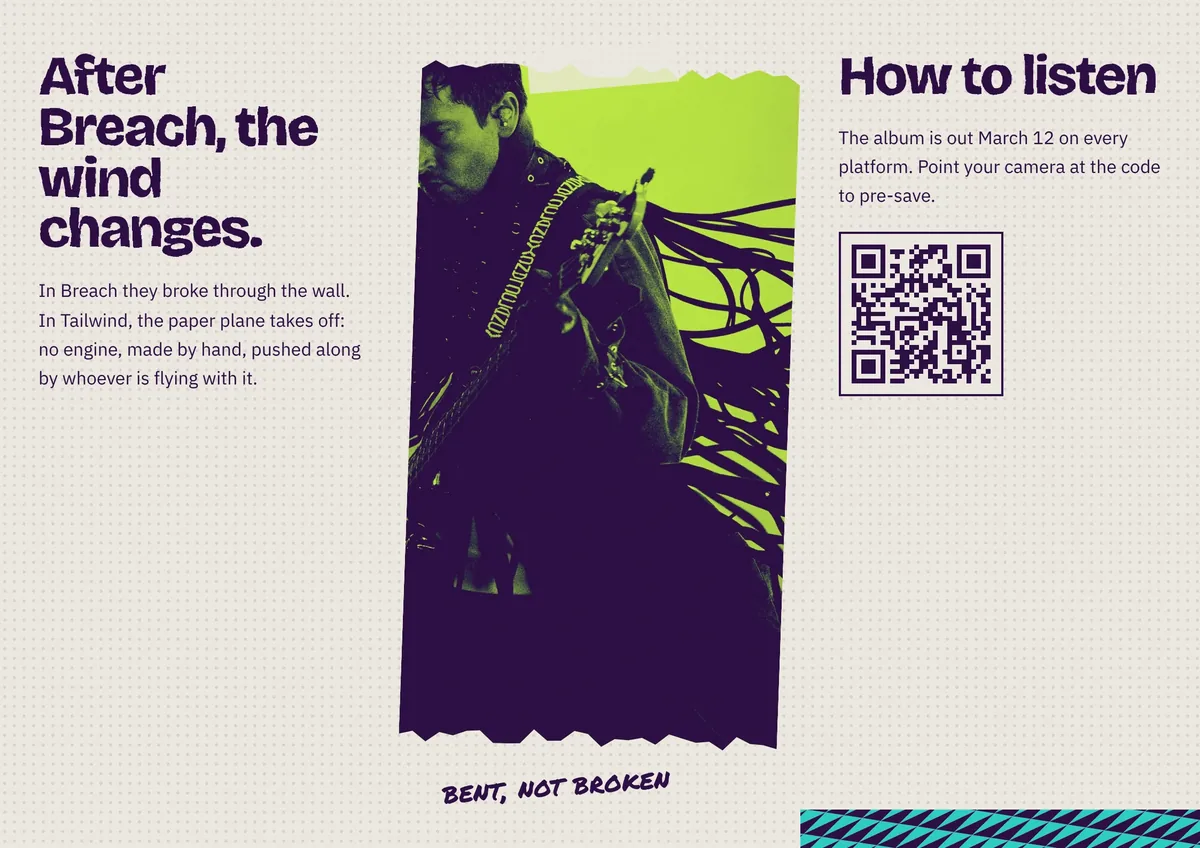 After
Breach, the
wind
changes.
In Breach they broke through the wall.
In Tailwind, the paper plane takes off:
no engine, made by hand, pushed along
by whoever is flying with it.
BENT, NOT BROKEN
How to listen
The album is out March 12 on every
platform. Point your camera at the code
to pre-save.